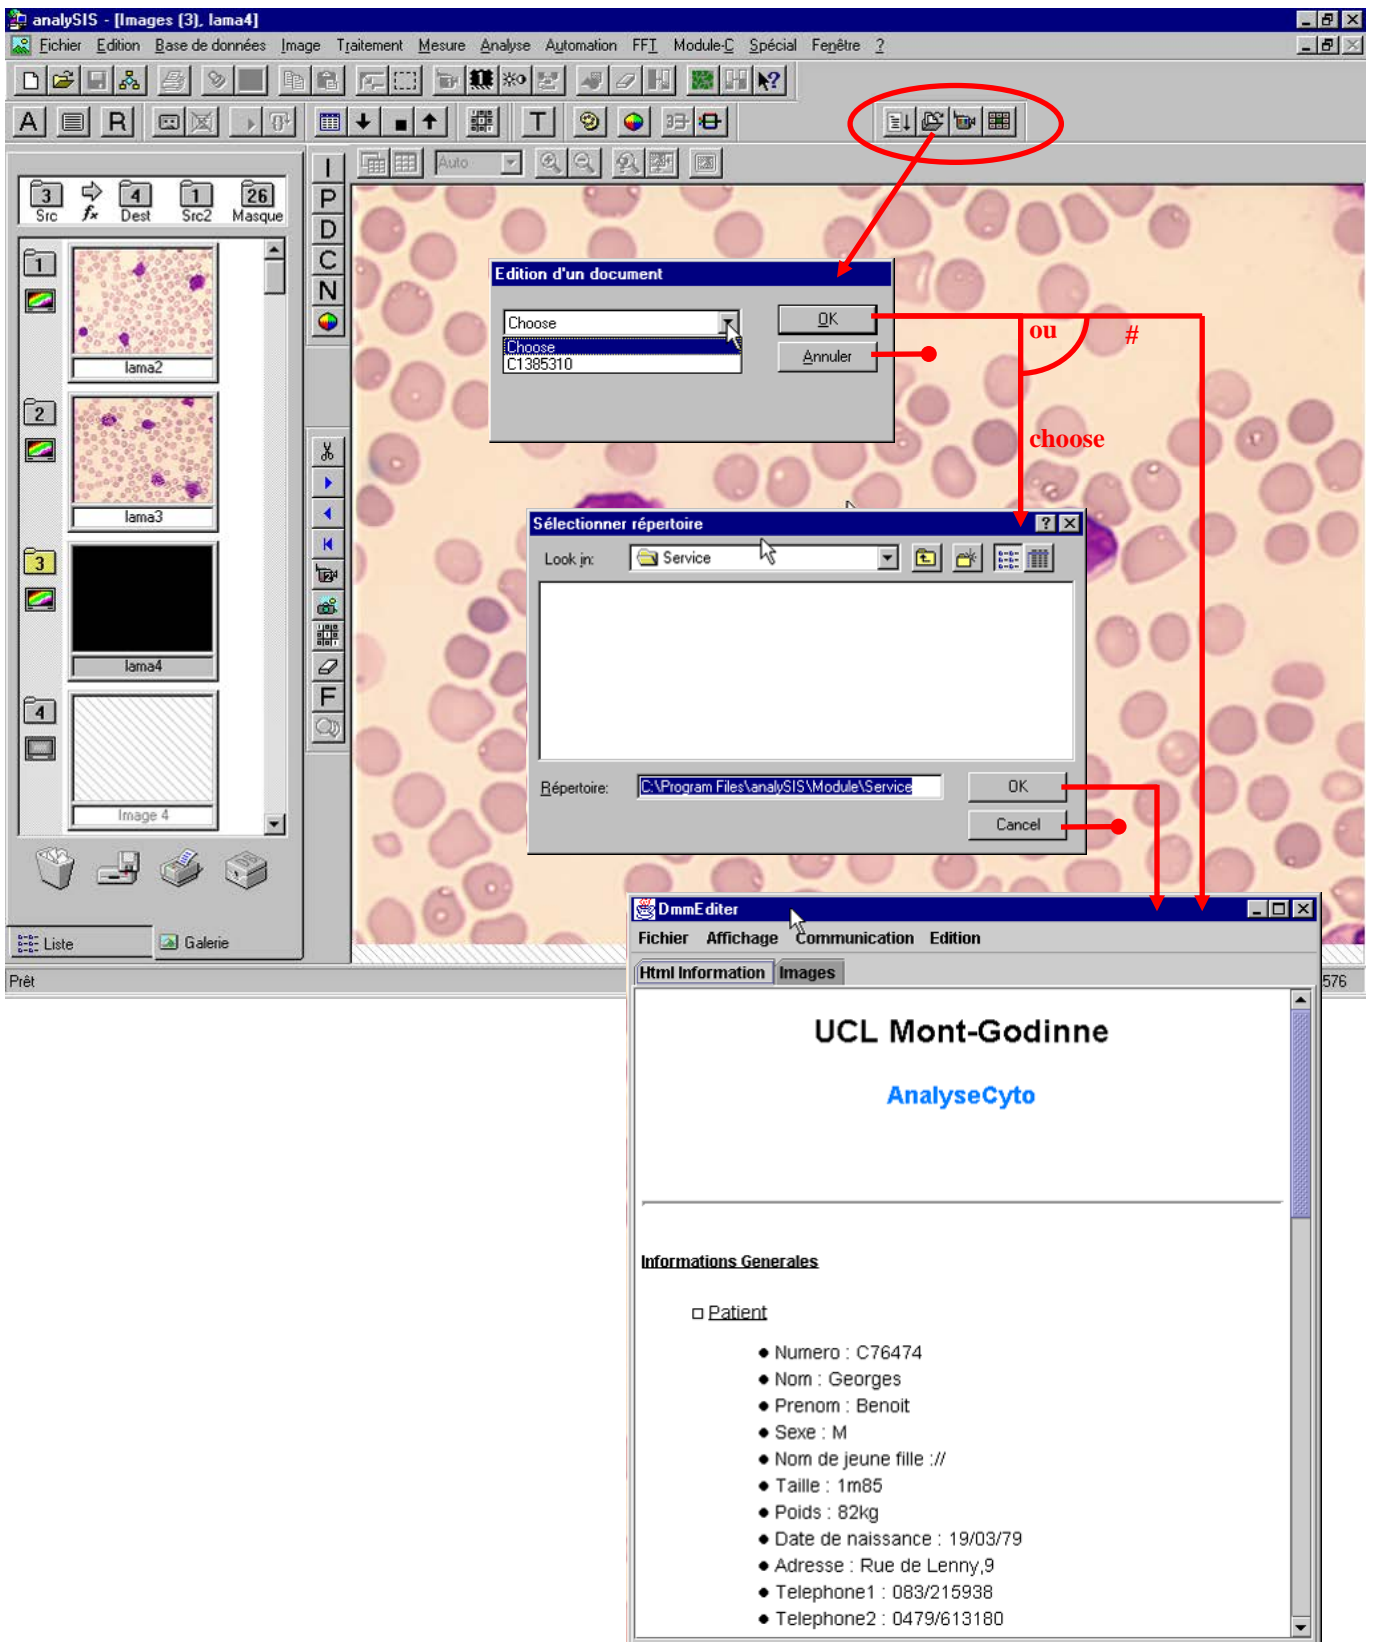 analySIS - [Images (3), lama4]
Fichier Edition Base de données Image Traitement Mesure Analyse Automation FFT Module-C Spécial Fenêtre ?
A R T
Auto
3 4 1 26
Src fx Dest Src2 Masque
I
P
D
C
N
F
1
lama2
2
lama3
3
lama4
4
Image 4
Liste Galerie
Prêt
576
Edition d'un document
Choose
OK
Choose
C1385310
Annuler
ou
#
choose
Sélectionner répertoire
Look in: Service
Répertoire: C:\Program Files\analySIS\Module\Service OK
Cancel
DmmEditer
Fichier Affichage Communication Edition
Html Information Images
UCL Mont-Godinne
AnalyseCyto
Informations Generales
Patient
Numero : C76474
Nom : Georges
Prenom : Benoit
Sexe : M
Nom de jeune fille ://
Taille : 1m85
Poids : 82kg
Date de naissance : 19/03/79
Adresse : Rue de Lenny,9
Telephone1 : 083/215938
Telephone2 : 0479/613180